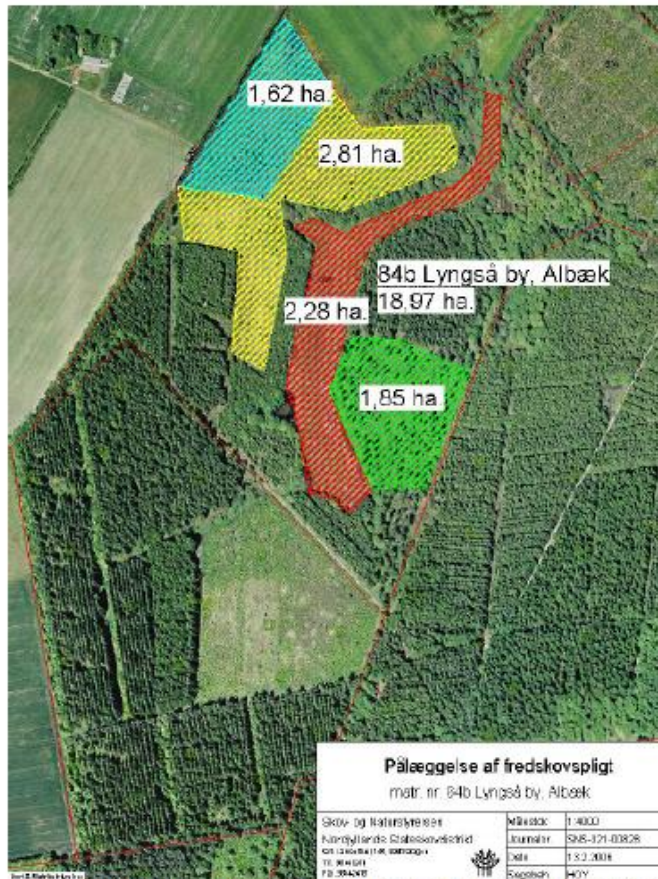 1,62 ha.
2,81 ha.
84b Lyngså by, Albæk
18,97 ha.
2,28 ha.
1,85 ha
Pålæggelse af fredskovspligt
matr. nr. 84b Lyngså by, Albæk
Skov- og Naturstyrelsen
Nordjyllands Statsskovdistrikt
Målestok 1:4000
Journalnr SNS-321-00828
Dato 13.2.2006
HOY